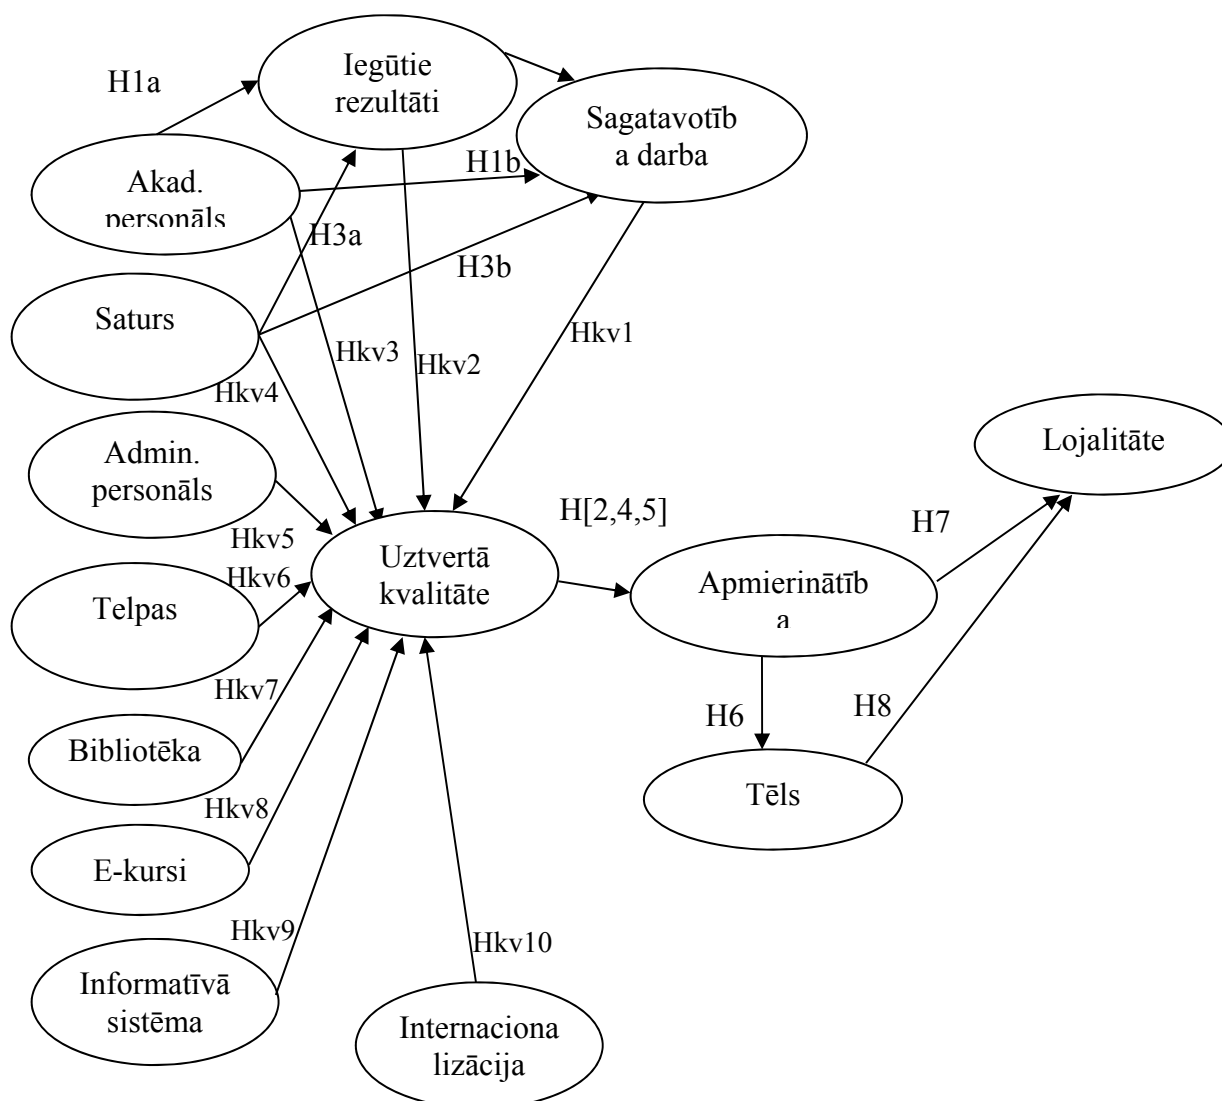 Iegūtie
rezultāti
H1a
Sagatavotīb
a darba
H1b
Akad.
personāls
H3a
H3b
Saturs
Hkv1
Hkv3
Hkv2
Hkv4
Lojalitāte
Admin.
personāls
H[2,4,5]
H7
Hkv5
Uztvertā
kvalitāte
Hkv6
Apmierinātīb
a
Telpas
Hkv7
H6
H8
Bibliotēka
Tēls
Hkv8
E-kursi
Hkv9
Hkv10
Informatīvā
sistēma
Internaciona
lizācija